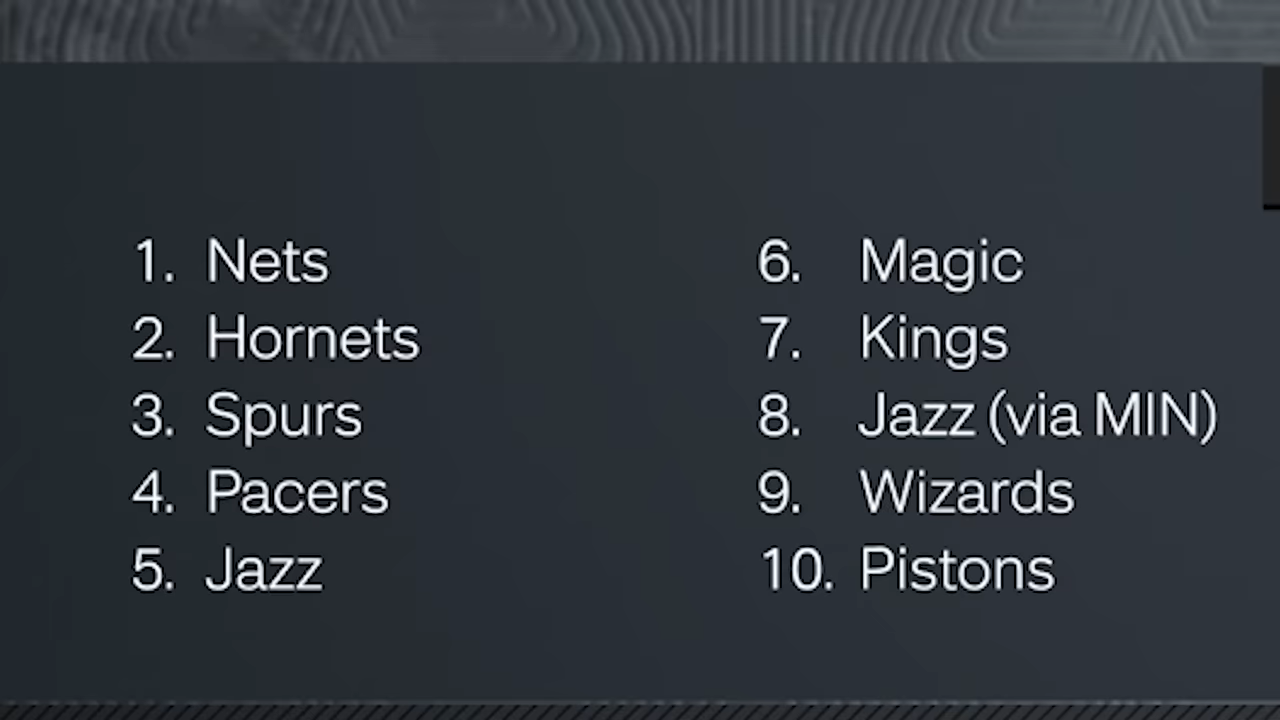 1. Nets
2. Hornets
3. Spurs
4. Pacers
5. Jazz
6. Magic
7. Kings
8. Jazz (via MIN)
9. Wizards
10. Pistons